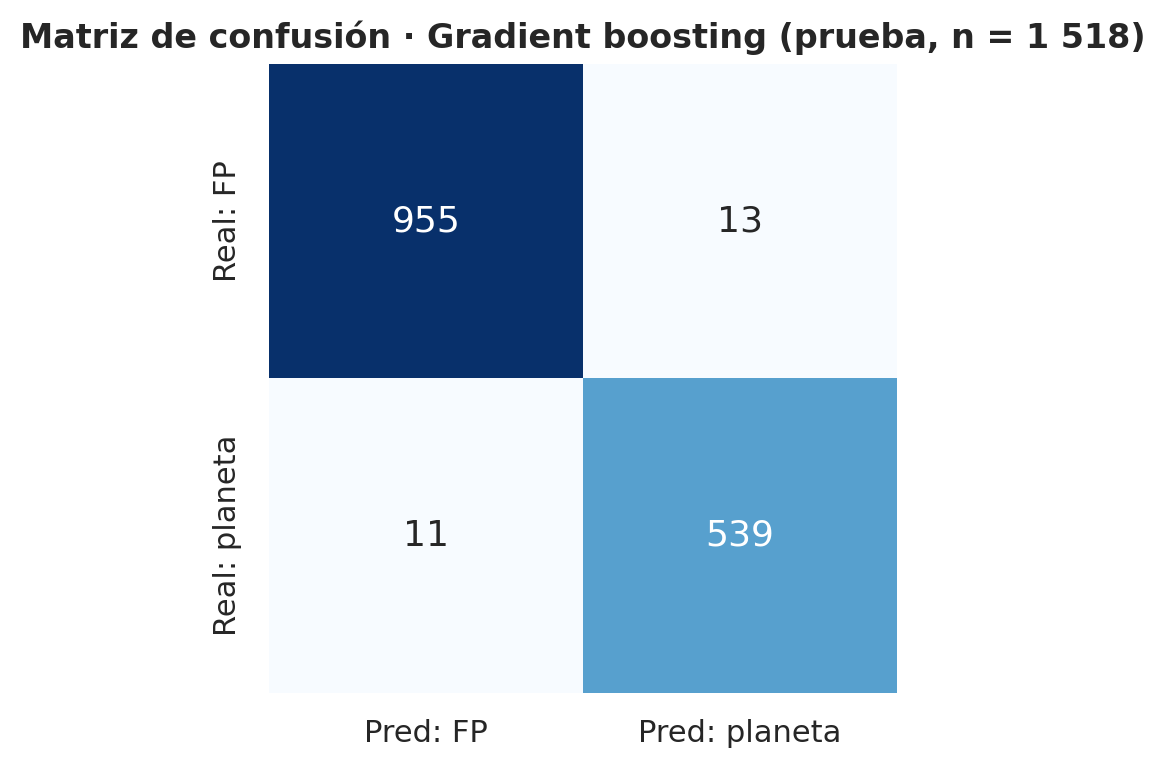 Matriz de confusión · Gradient boosting (prueba, n = 1 518)
Real: FP
955
13
Real: planeta
11
539
Pred: FP
Pred: planeta